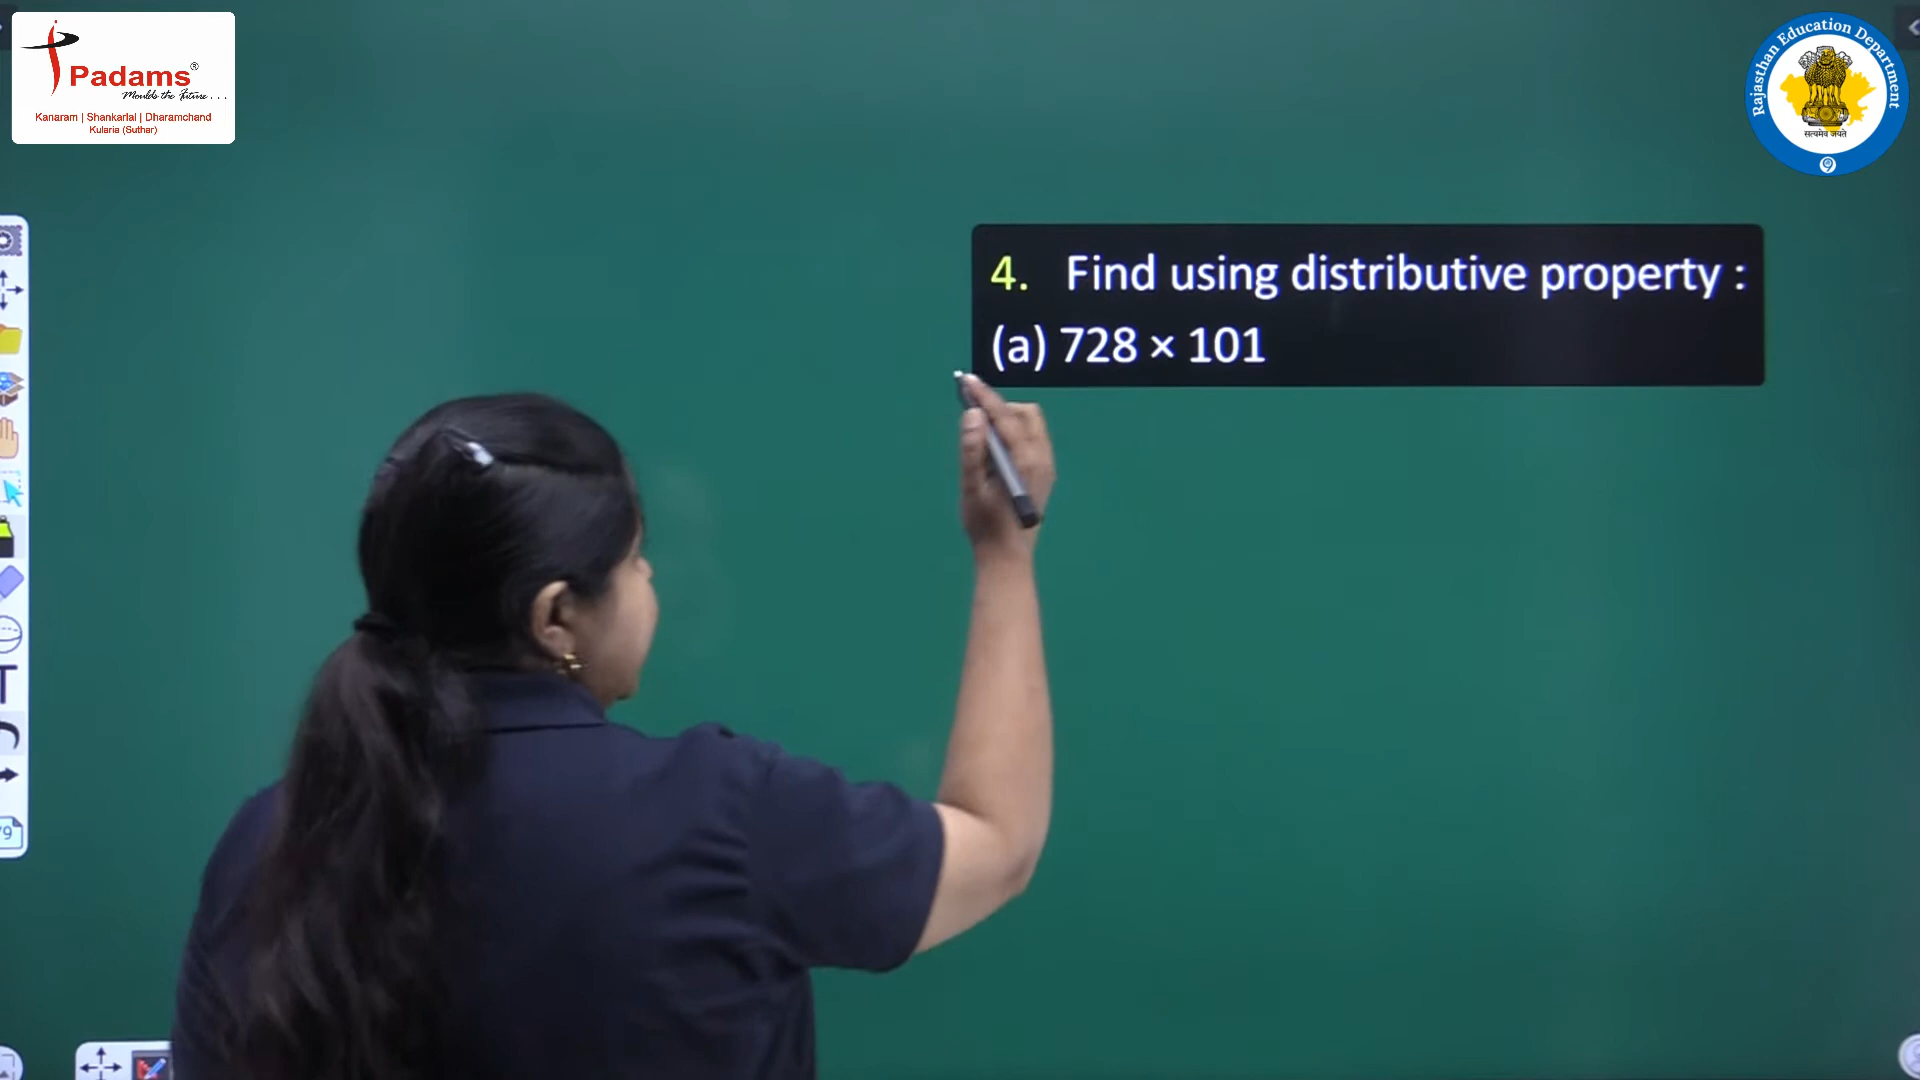 Padams®
Moulds the Future . . .
Kanaram | Shankarlal | Dharamchand
Kularia (Suthar)
Rajasthan Education Department
सत्यमेव जयते
4. Find using distributive property :
(a) 728 × 101
T